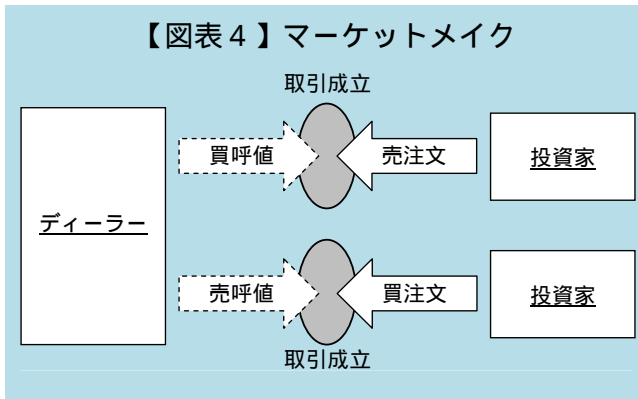 【図表４】マーケットメイク
取引成立
買呼値
売注文
投資家
ディーラー
売呼値
買注文
投資家
取引成立